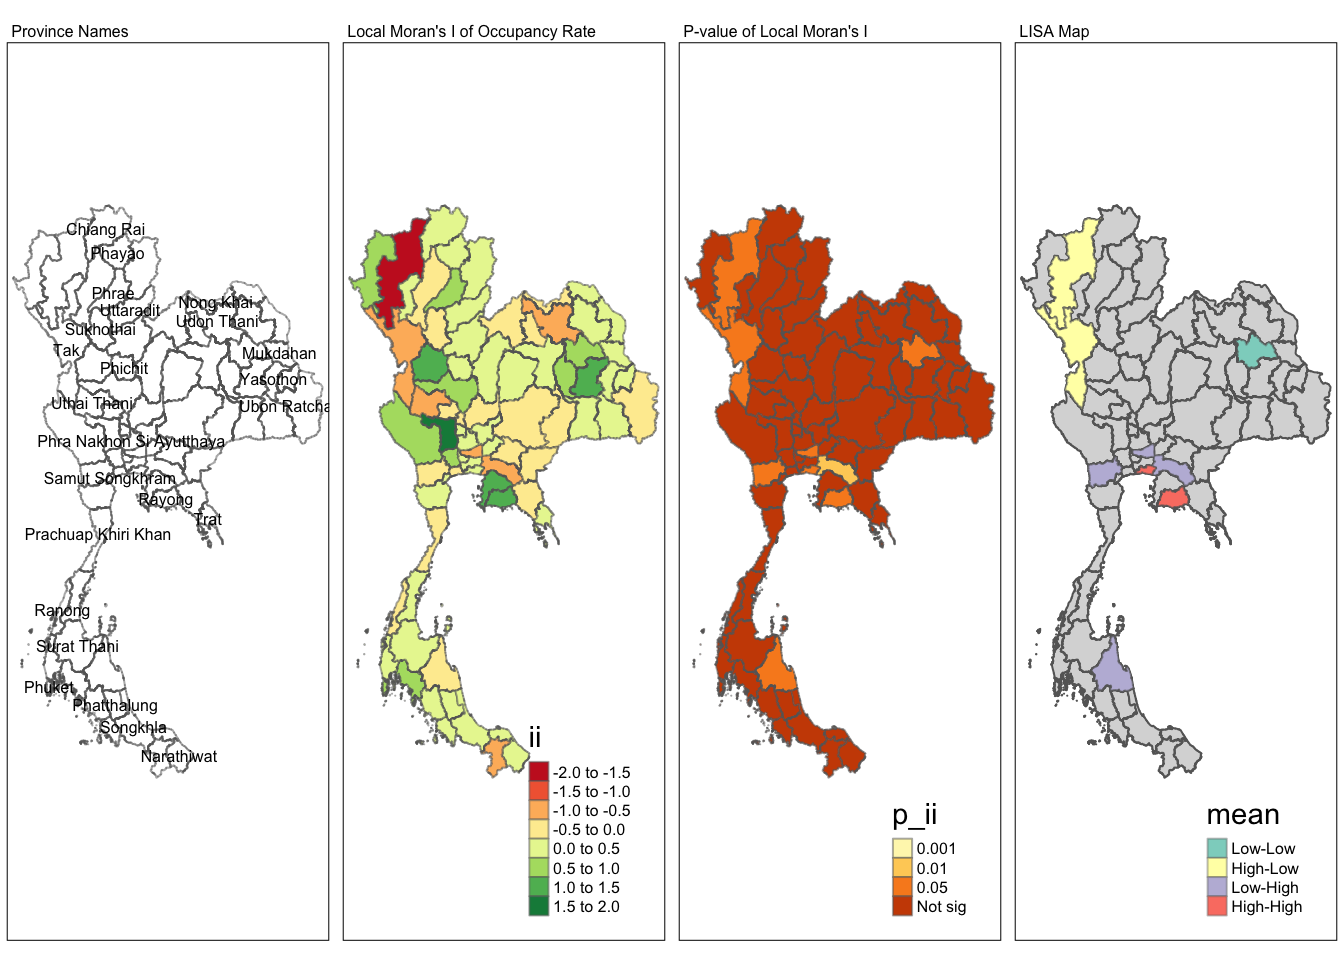 Province Names
Local Moran's I of Occupancy Rate
P-value of Local Moran's I
LISA Map
Chiang Rai
Phayao
Phrae
Uttaradit
Nong Khai
Sukhothai
Udon Thani
Tak
Mukdahan
Phichit
Yasothon
Uthai Thani
Ubon Ratcha
Phra Nakhon Si Ayutthaya
Samut Songkhram
Rayong
Trat
Prachuap Khiri Khan
Ranong
Surat Thani
Phuket
Phatthalung
Songkhla
Narathiwat
ii
-2.0 to -1.5
-1.5 to -1.0
-1.0 to -0.5
-0.5 to 0.0
0.0 to 0.5
0.5 to 1.0
1.0 to 1.5
1.5 to 2.0
p_ii
0.001
0.01
0.05
Not sig
mean
Low-Low
High-Low
Low-High
High-High